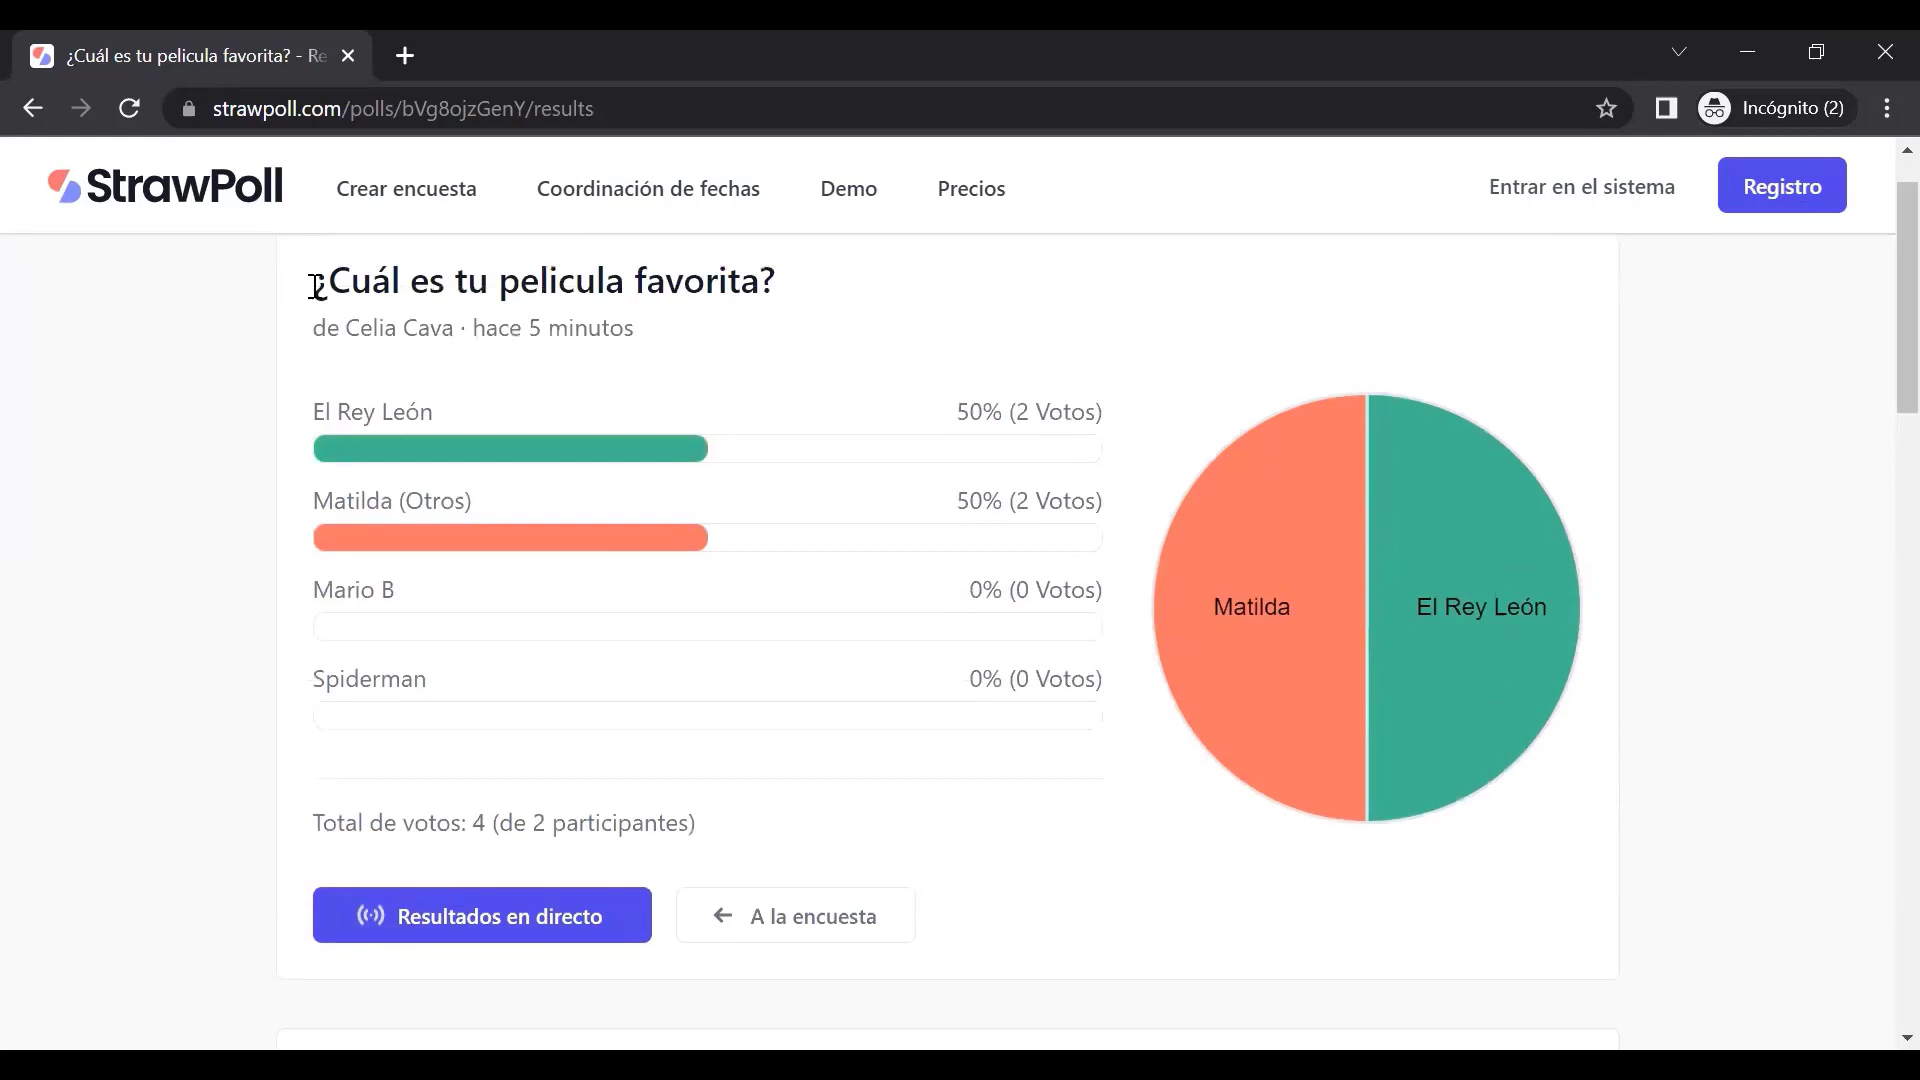 ¿Cuál es tu pelicula favorita? - Re
strawpoll.com/polls/bVg8ojzGenY/results
Incógnito (2)
StrawPoll
Crear encuesta
Coordinación de fechas
Demo
Precios
Entrar en el sistema
Registro
¿Cuál es tu pelicula favorita?
de Celia Cava · hace 5 minutos
El Rey León 50% (2 Votos)
Matilda (Otros) 50% (2 Votos)
Mario B 0% (0 Votos)
Spiderman 0% (0 Votos)
Matilda
El Rey León
Total de votos: 4 (de 2 participantes)
Resultados en directo
A la encuesta